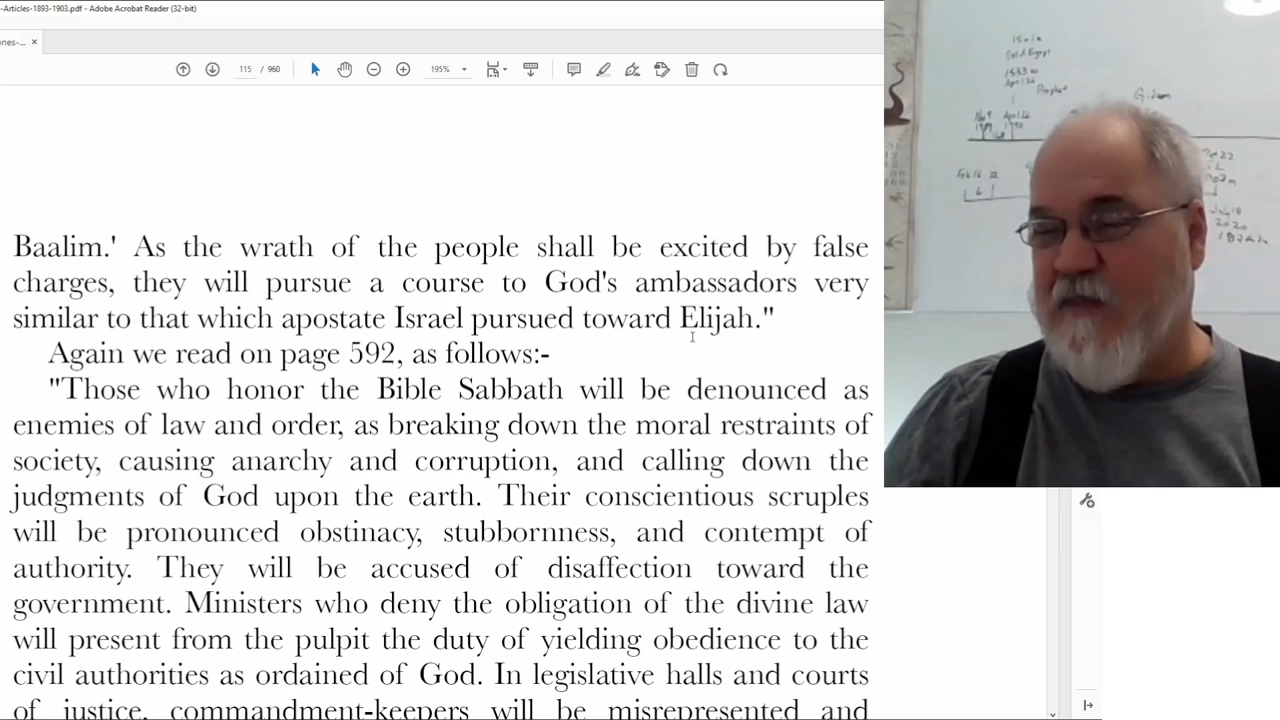 -Articles-1893-1903.pdf - Adobe Acrobat Reader (32-bit)
ones-...
115 / 960
195%
Baalim.' As the wrath of the people shall be excited by false
charges, they will pursue a course to God's ambassadors very
similar to that which apostate Israel pursued toward Elijah."
Again we read on page 592, as follows:-
"Those who honor the Bible Sabbath will be denounced as
enemies of law and order, as breaking down the moral restraints of
society, causing anarchy and corruption, and calling down the
judgments of God upon the earth. Their conscientious scruples
will be pronounced obstinacy, stubbornness, and contempt of
authority. They will be accused of disaffection toward the
government. Ministers who deny the obligation of the divine law
will present from the pulpit the duty of yielding obedience to the
civil authorities as ordained of God. In legislative halls and courts
of justice, commandment-keepers will be misrepresented and
1533
Prophet
July 18
2020